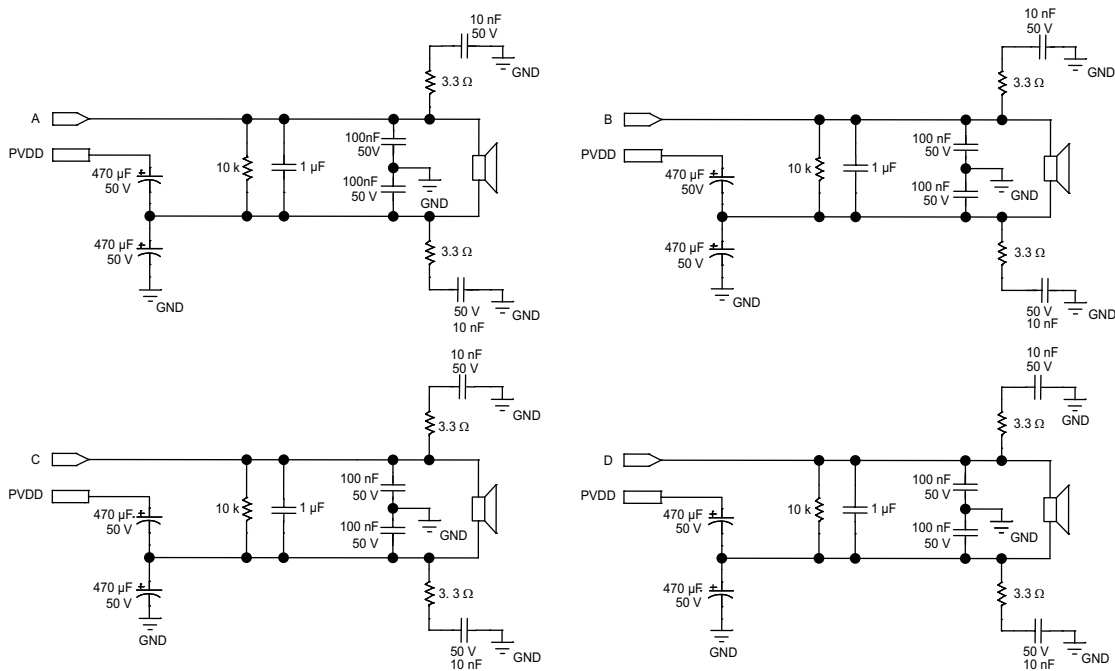 10 nF
50 V
GND
3.3 Ω
A
PVDD
470 µF
50 V
10 k
1 µF
100nF
50V
100nF
50 V
GND
470 µF
50 V
GND
3.3 Ω
50 V
10 nF
GND
10 nF
50 V
GND
3.3 Ω
B
PVDD
470 µF
50V
10 k
1 µF
100 nF
50 V
100 nF
50 V
GND
470 µF
50 V
GND
3.3 Ω
50 V
10 nF
GND
10 nF
50 V
GND
3.3 Ω
C
PVDD
470 µF
50 V
10k
1 µF
100 nF
50 V
100 nF
50 V
GND
470 µF
50 V
GND
3. 3 Ω
50 V
10 nF
GND
10 nF
50 V
GND
3.3 Ω
D
PVDD
470 µF
50 V
10k
1 µF
100 nF
50 V
100 nF
50 V
GND
470 µF
50 V
GND
3.3 Ω
50 V
10 nF
GND